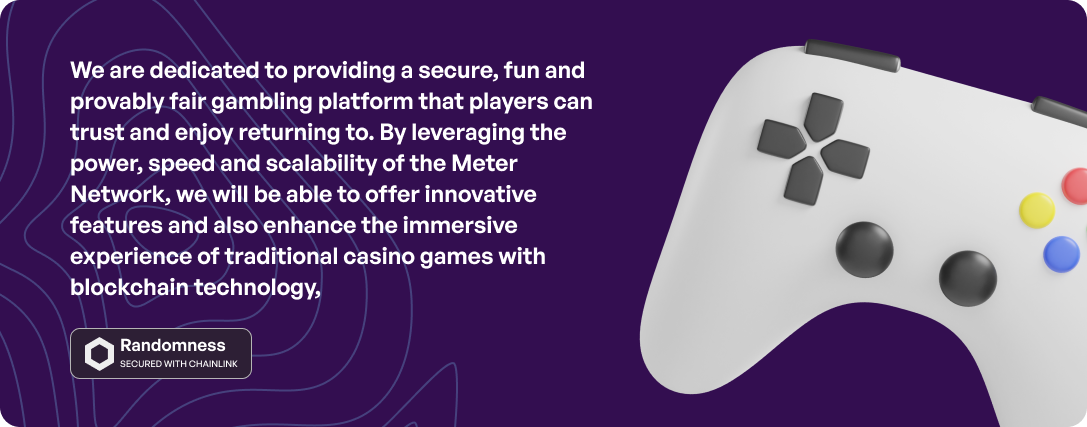 We are dedicated to providing a secure, fun and
provably fair gambling platform that players can
trust and enjoy returning to. By leveraging the
power, speed and scalability of the Meter
Network, we will be able to offer innovative
features and also enhance the immersive
experience of traditional casino games with
blockchain technology,
Randomness
SECURED WITH CHAINLINK